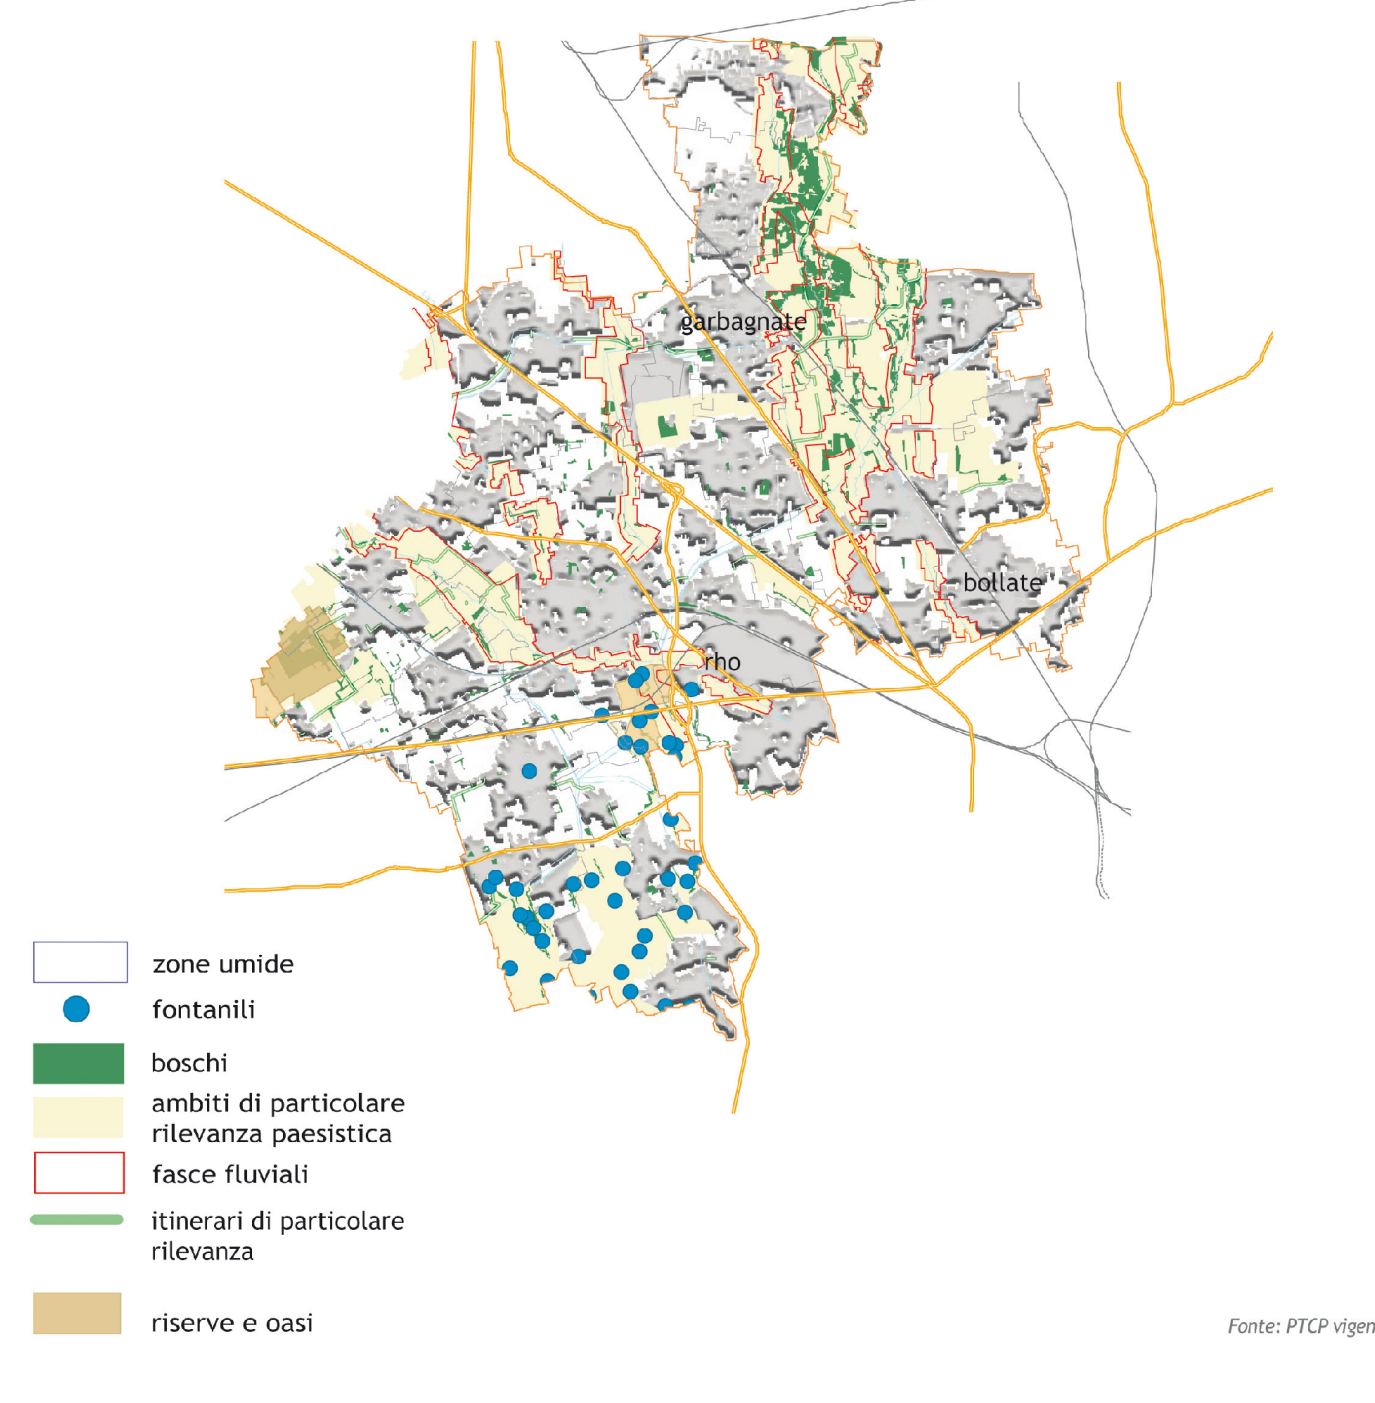 garbagnate
bollate
rho
zone umide
fontanili
boschi
ambiti di particolare
rilevanza paesistica
fasce fluviali
itinerari di particolare
rilevanza
riserve e oasi
Fonte: PTCP vigen